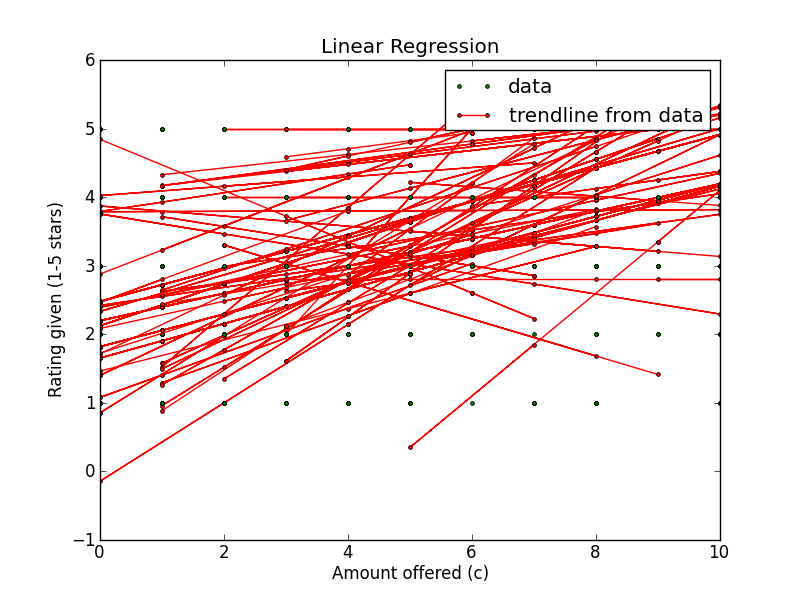 Linear Regression
data
trendline from data
Rating given (1-5 stars)
6
5
4
3
2
1
0
−1
0 2 4 6 8 10
Amount offered (c)